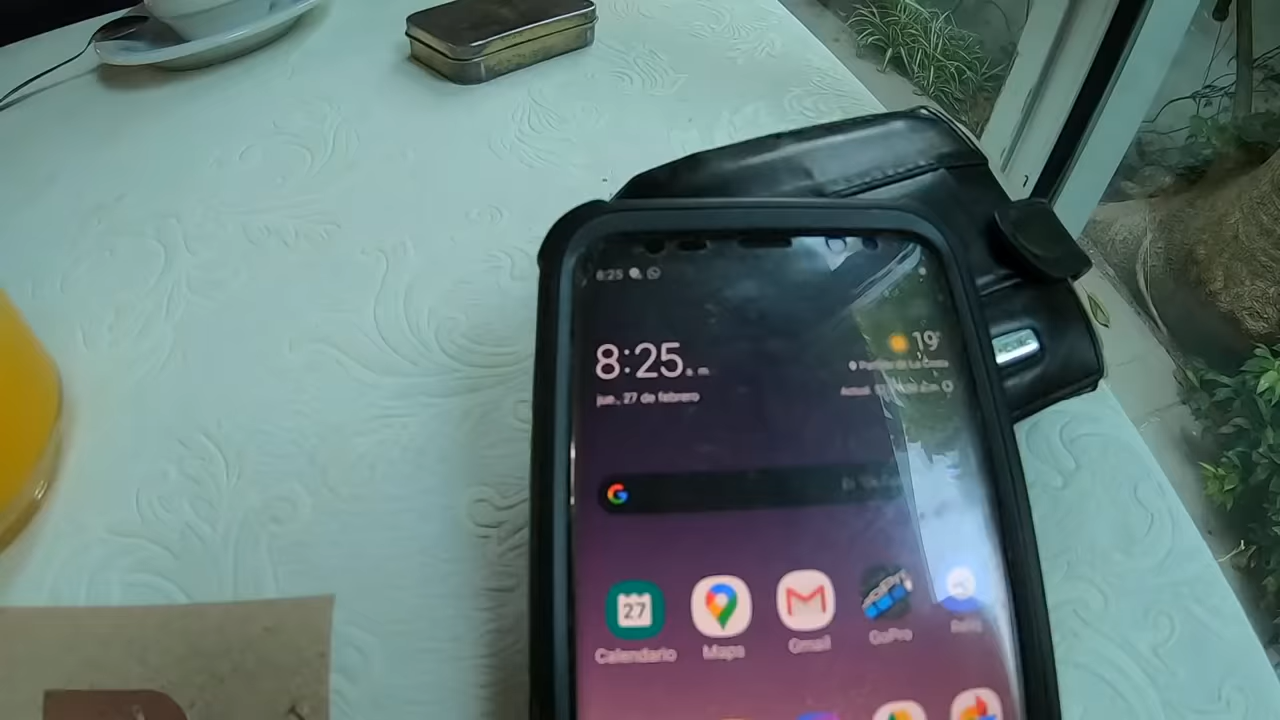 8:25
8:25 a. m.
19°
jue. 27 de febrero
G
27
Calendario
Maps
Gmail
GoPro